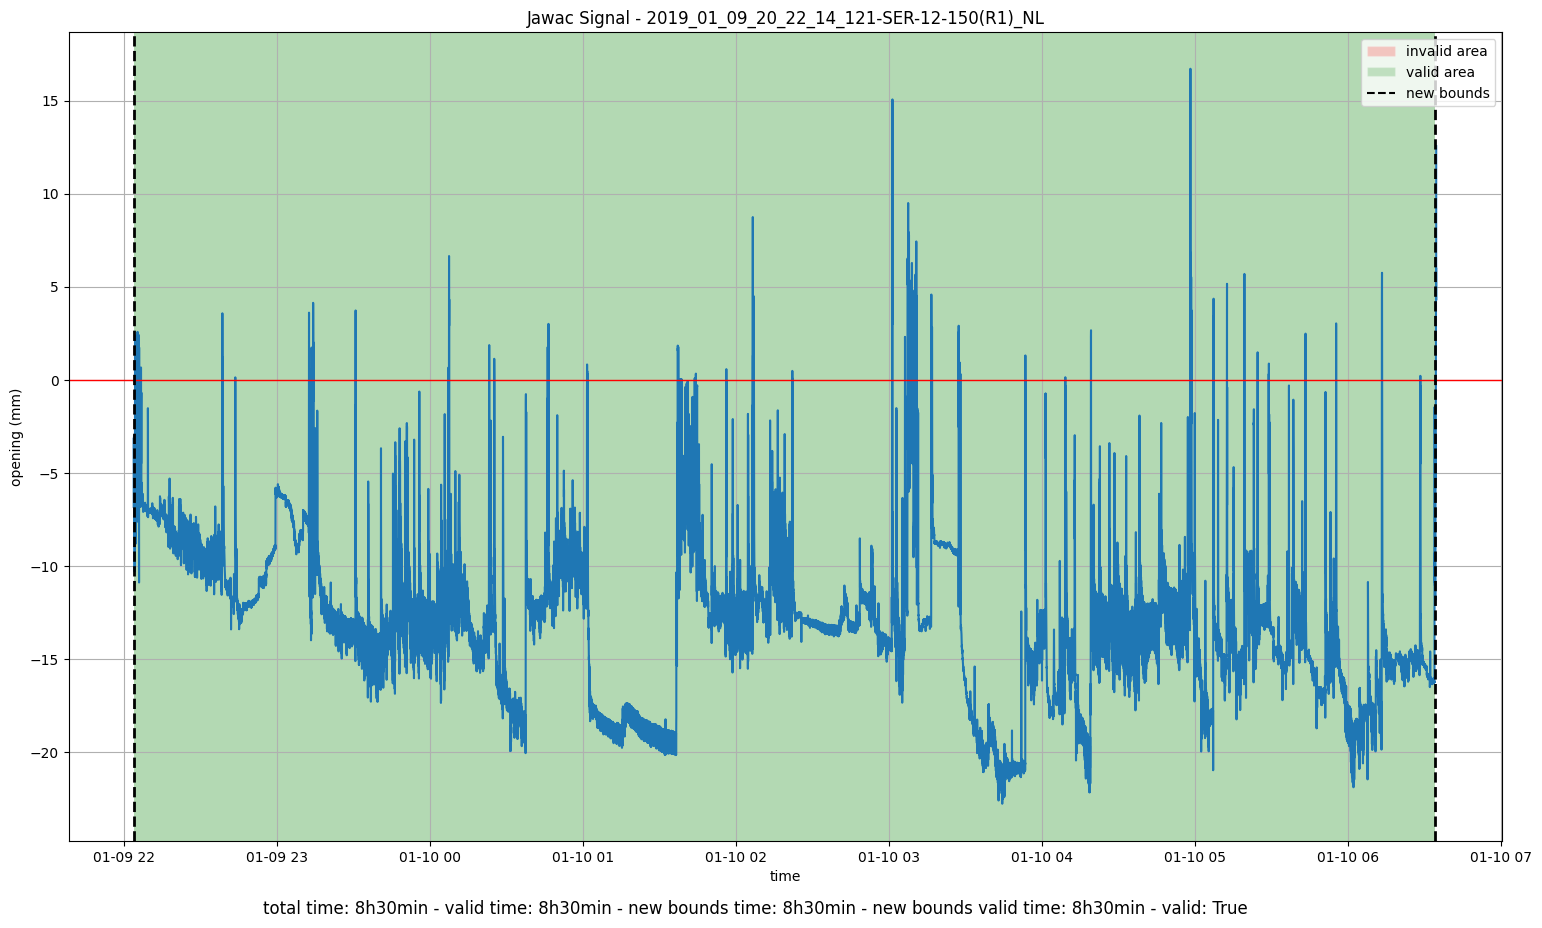 Jawac Signal - 2019_01_09_20_22_14_121-SER-12-150(R1)_NL
invalid area
valid area
new bounds
opening (mm)
15
10
5
0
−5
−10
−15
−20
01-09 22
01-09 23
01-10 00
01-10 01
01-10 02
01-10 03
01-10 04
01-10 05
01-10 06
01-10 07
time
total time: 8h30min - valid time: 8h30min - new bounds time: 8h30min - new bounds valid time: 8h30min - valid: True